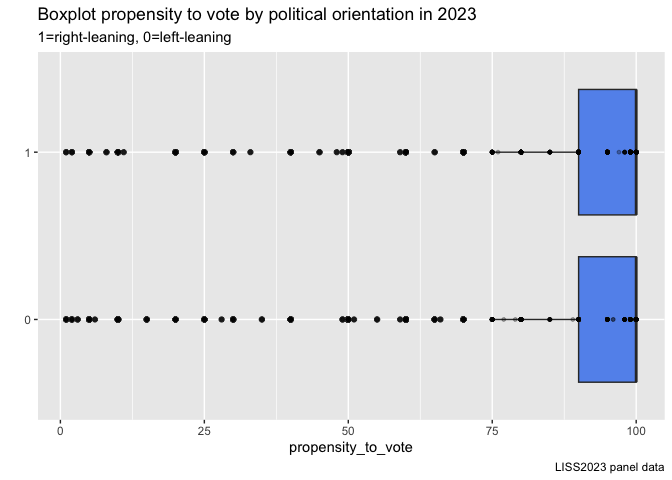 Boxplot propensity to vote by political orientation in 2023
1=right-leaning, 0=left-leaning
1
0
0 25 50 75 100
propensity_to_vote
LISS2023 panel data